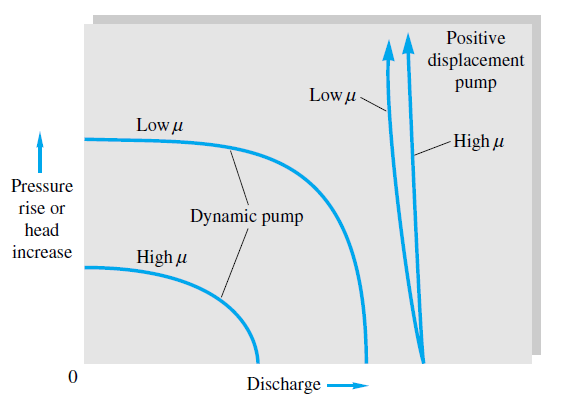 Positive
displacement
pump
Low μ
Low μ
High μ
Pressure
rise or
head
increase
Dynamic pump
High μ
0
Discharge